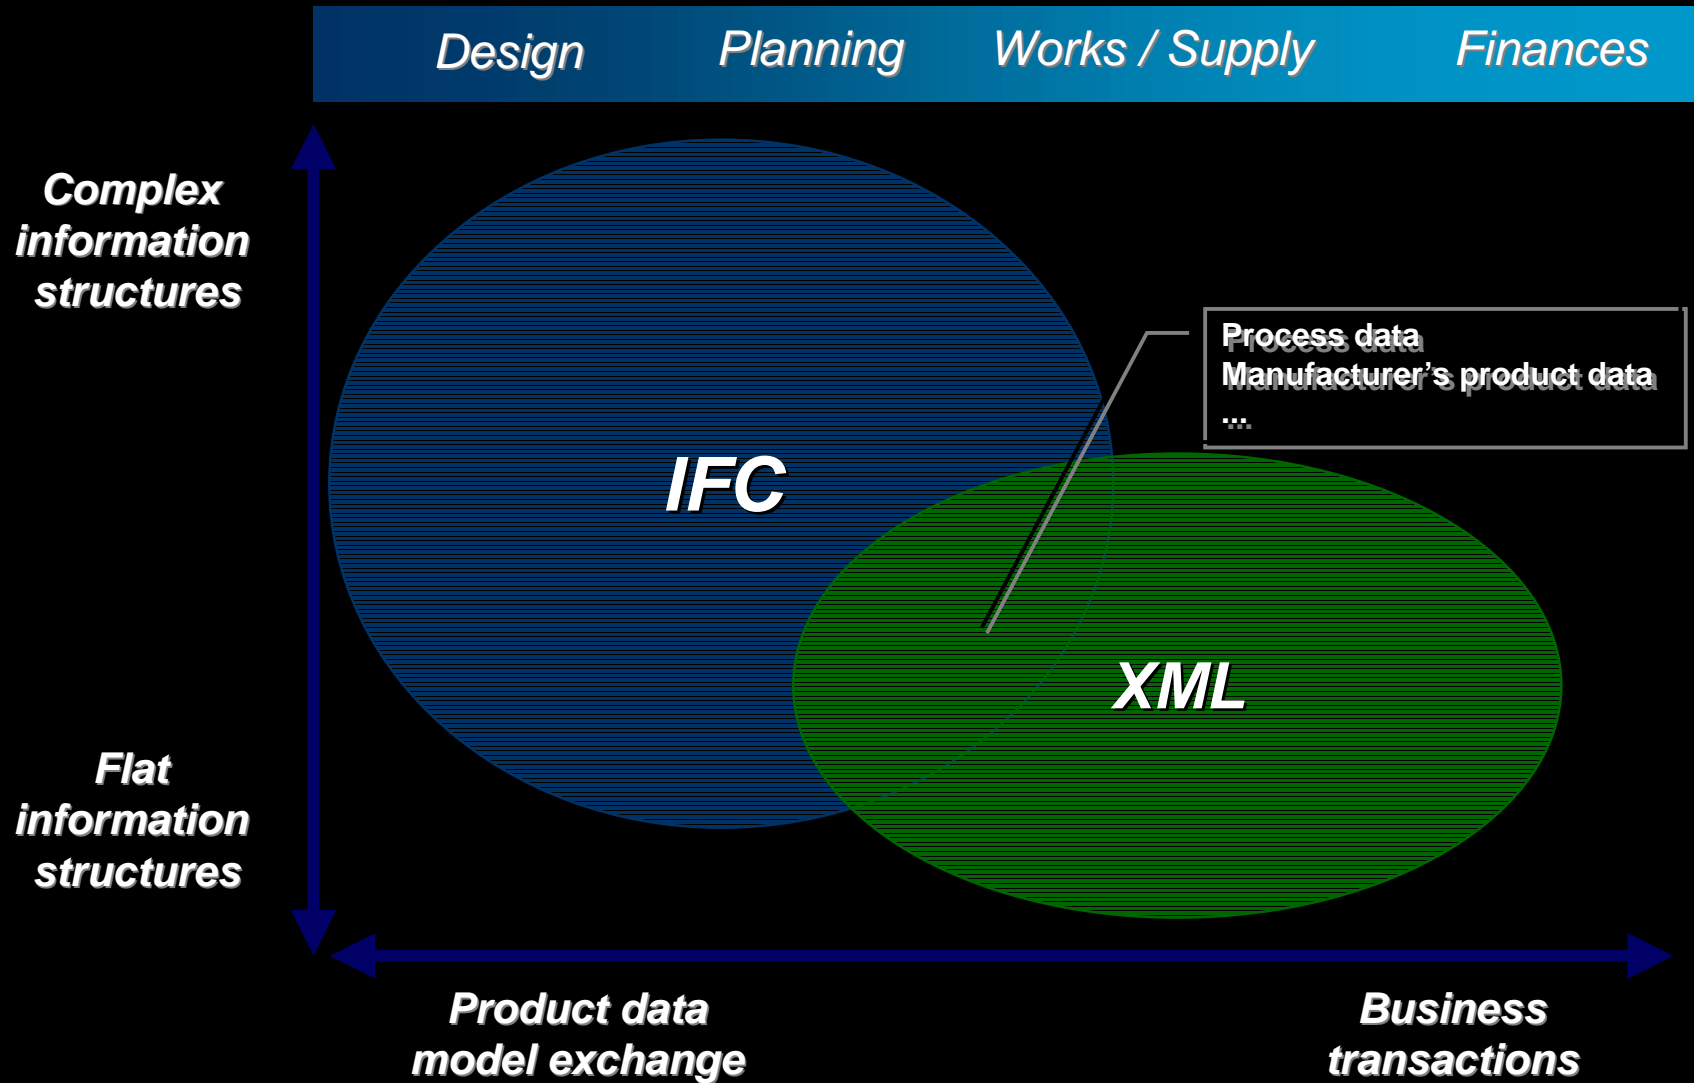 Design Planning Works / Supply Finances
Complex
information
structures
Process data
Manufacturer’s product data
...
IFC
XML
Flat
information
structures
Product data
model exchange
Business
transactions